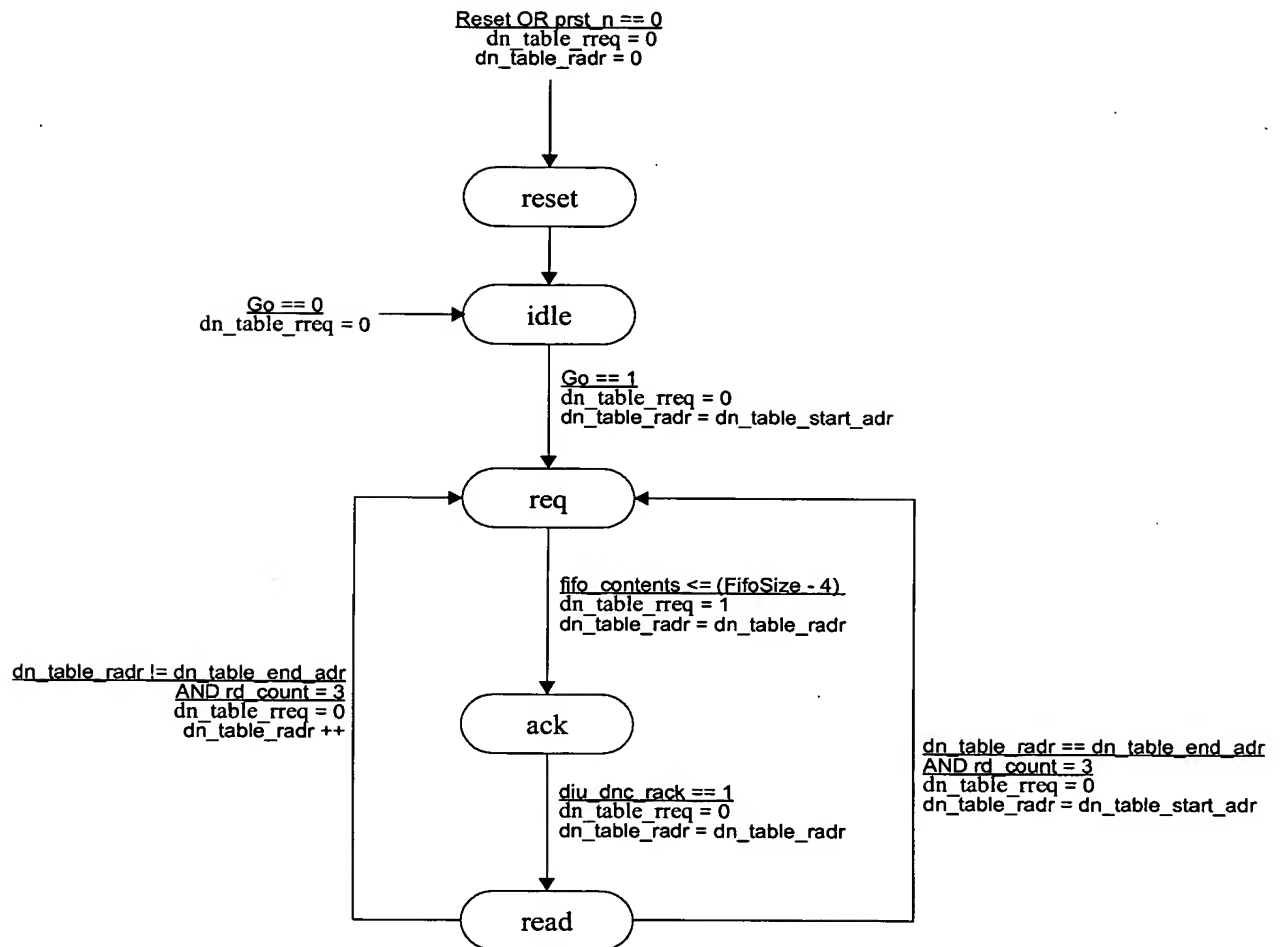 Reset OR prst_n == 0
dn_table_rreq = 0
dn_table_radr = 0
reset
idle
Go == 0
dn_table_rreq = 0
Go == 1
dn_table_rreq = 0
dn_table_radr = dn_table_start_adr
req
fifo_contents <= (FifoSize - 4)
dn_table_rreq = 1
dn_table_radr = dn_table_radr
dn_table_radr != dn_table_end_adr
AND rd_count = 3
dn_table_rreq = 0
dn_table_radr ++
ack
dn_table_radr == dn_table_end_adr
AND rd_count = 3
dn_table_rreq = 0
dn_table_radr = dn_table_start_adr
diu_dnc_rack == 1
dn_table_rreq = 0
dn_table_radr = dn_table_radr
read